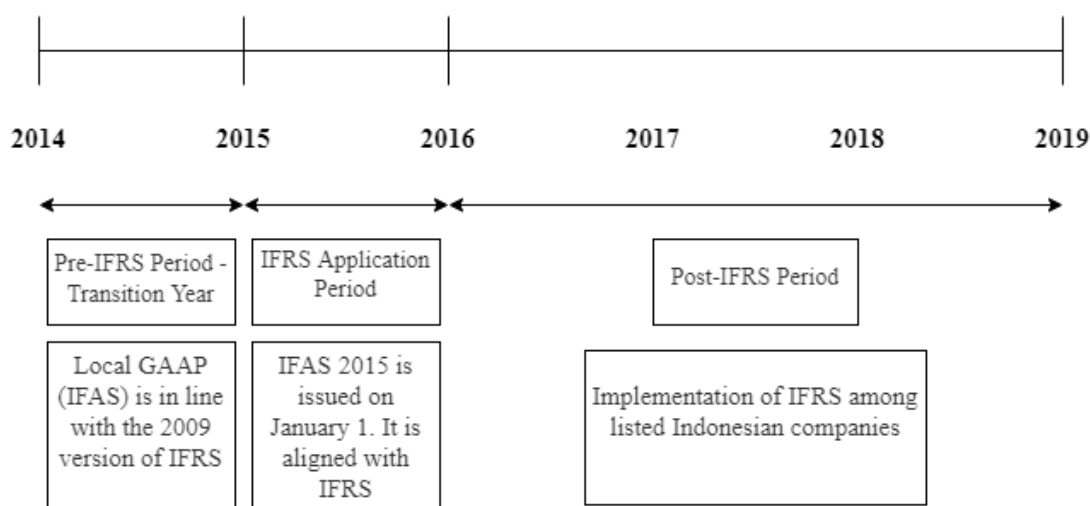 2014 2015 2016 2017 2018 2019
Pre-IFRS Period -
Transition Year
IFRS Application
Period
Post-IFRS Period
Local GAAP
(IFAS) is in line
with the 2009
version of IFRS
IFAS 2015 is
issued on
January 1. It is
aligned with
IFRS
Implementation of IFRS among
listed Indonesian companies